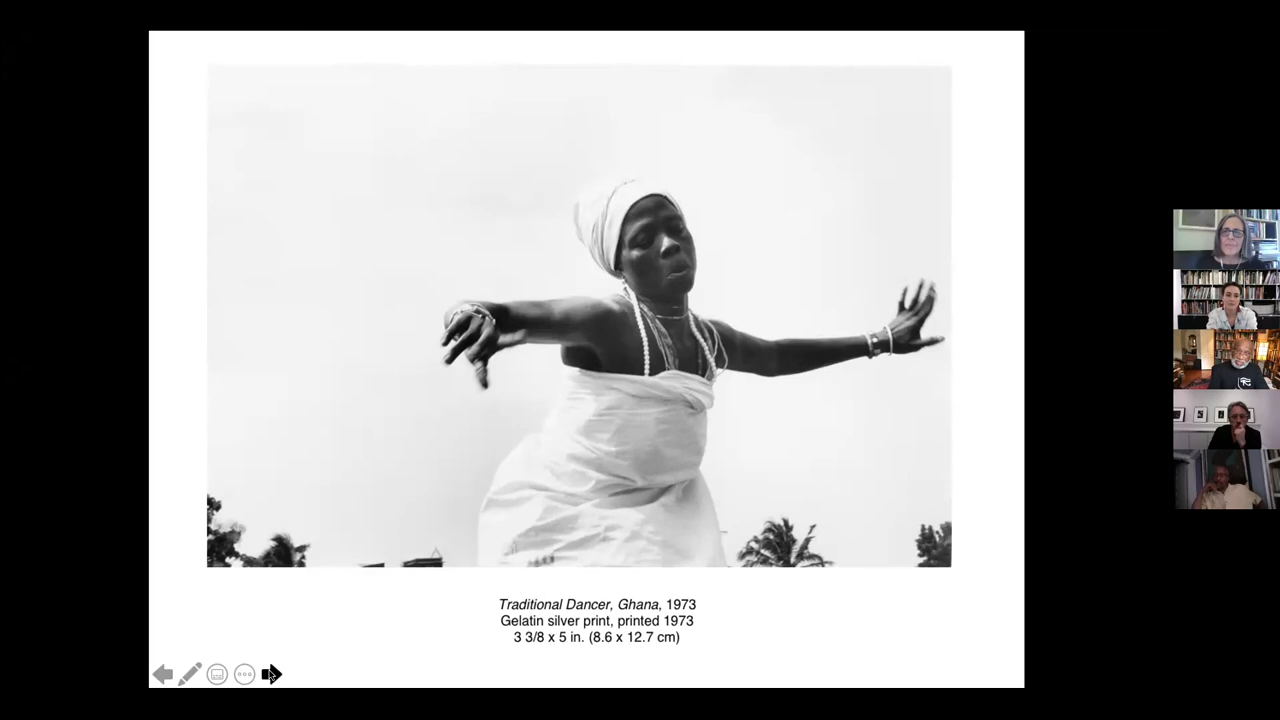 Traditional Dancer, Ghana, 1973
Gelatin silver print, printed 1973
3 3/8 x 5 in. (8.6 x 12.7 cm)